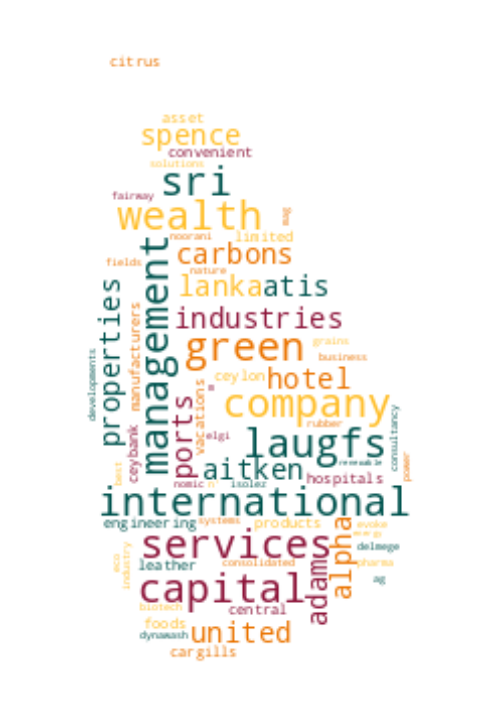 citrus
asset
spence
convenient
solutions
sri
fairway
wealth
mag
noorani
limited
carbons
fields
nature
management
lanka
atis
properties
manufacturers
industries
green
grains
business
developments
ceylon
hotel
vacations
m
company
ports
rubber
consultancy
ceybank
elgi
laugfs
best
aitken
renewable
power
hospitals
nomic
n'
isolez
international
engineering
systems
products
alpha
evoke
energy
services
delmege
eco
industry
leather
consolidated
adam
pharma
capital
ag
biotech
central
foods
dynawash
united
cargills